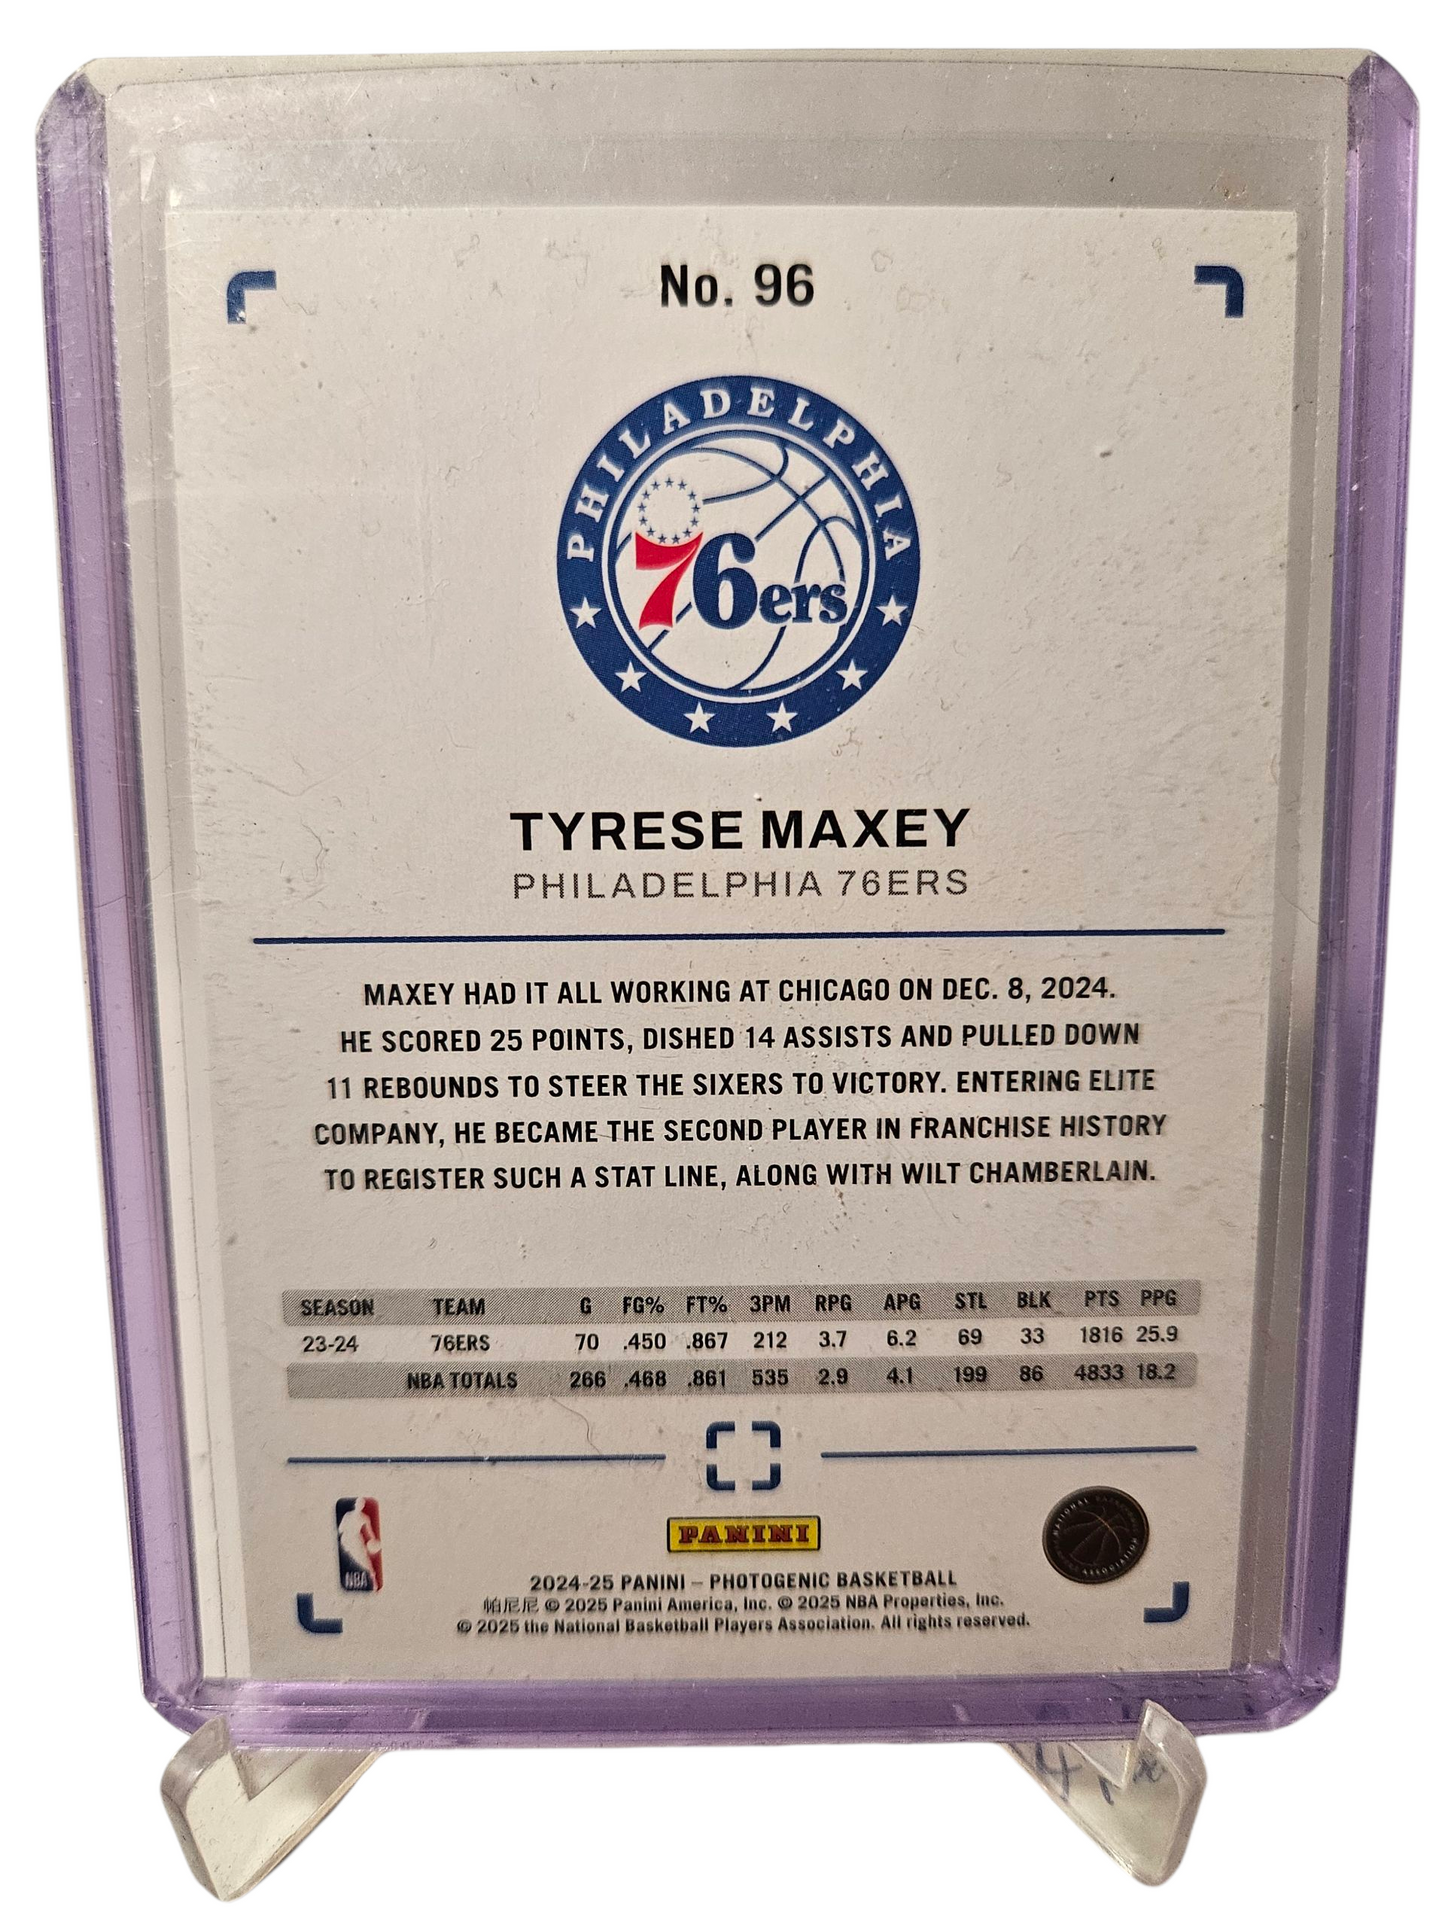 No. 96
PHILADELPHIA
76ers
TYRESE MAXEY
PHILADELPHIA 76ERS
MAXEY HAD IT ALL WORKING AT CHICAGO ON DEC. 8, 2024.
HE SCORED 25 POINTS, DISHED 14 ASSISTS AND PULLED DOWN
11 REBOUNDS TO STEER THE SIXERS TO VICTORY. ENTERING ELITE
COMPANY, HE BECAME THE SECOND PLAYER IN FRANCHISE HISTORY
TO REGISTER SUCH A STAT LINE, ALONG WITH WILT CHAMBERLAIN.
SEASON TEAM G FG% FT% 3PM RPG APG STL BLK PTS PPG
23-24 76ERS 70 .450 .867 212 3.7 6.2 69 33 1816 25.9
NBA TOTALS 266 .468 .861 535 2.9 4.1 199 86 4833 18.2
NBA
PANINI
NATIONAL BASKETBALL
ASSOCIATION
2024-25 PANINI – PHOTOGENIC BASKETBALL
帕尼尼 © 2025 Panini America, Inc. © 2025 NBA Properties, Inc.
© 2025 the National Basketball Players Association. All rights reserved.